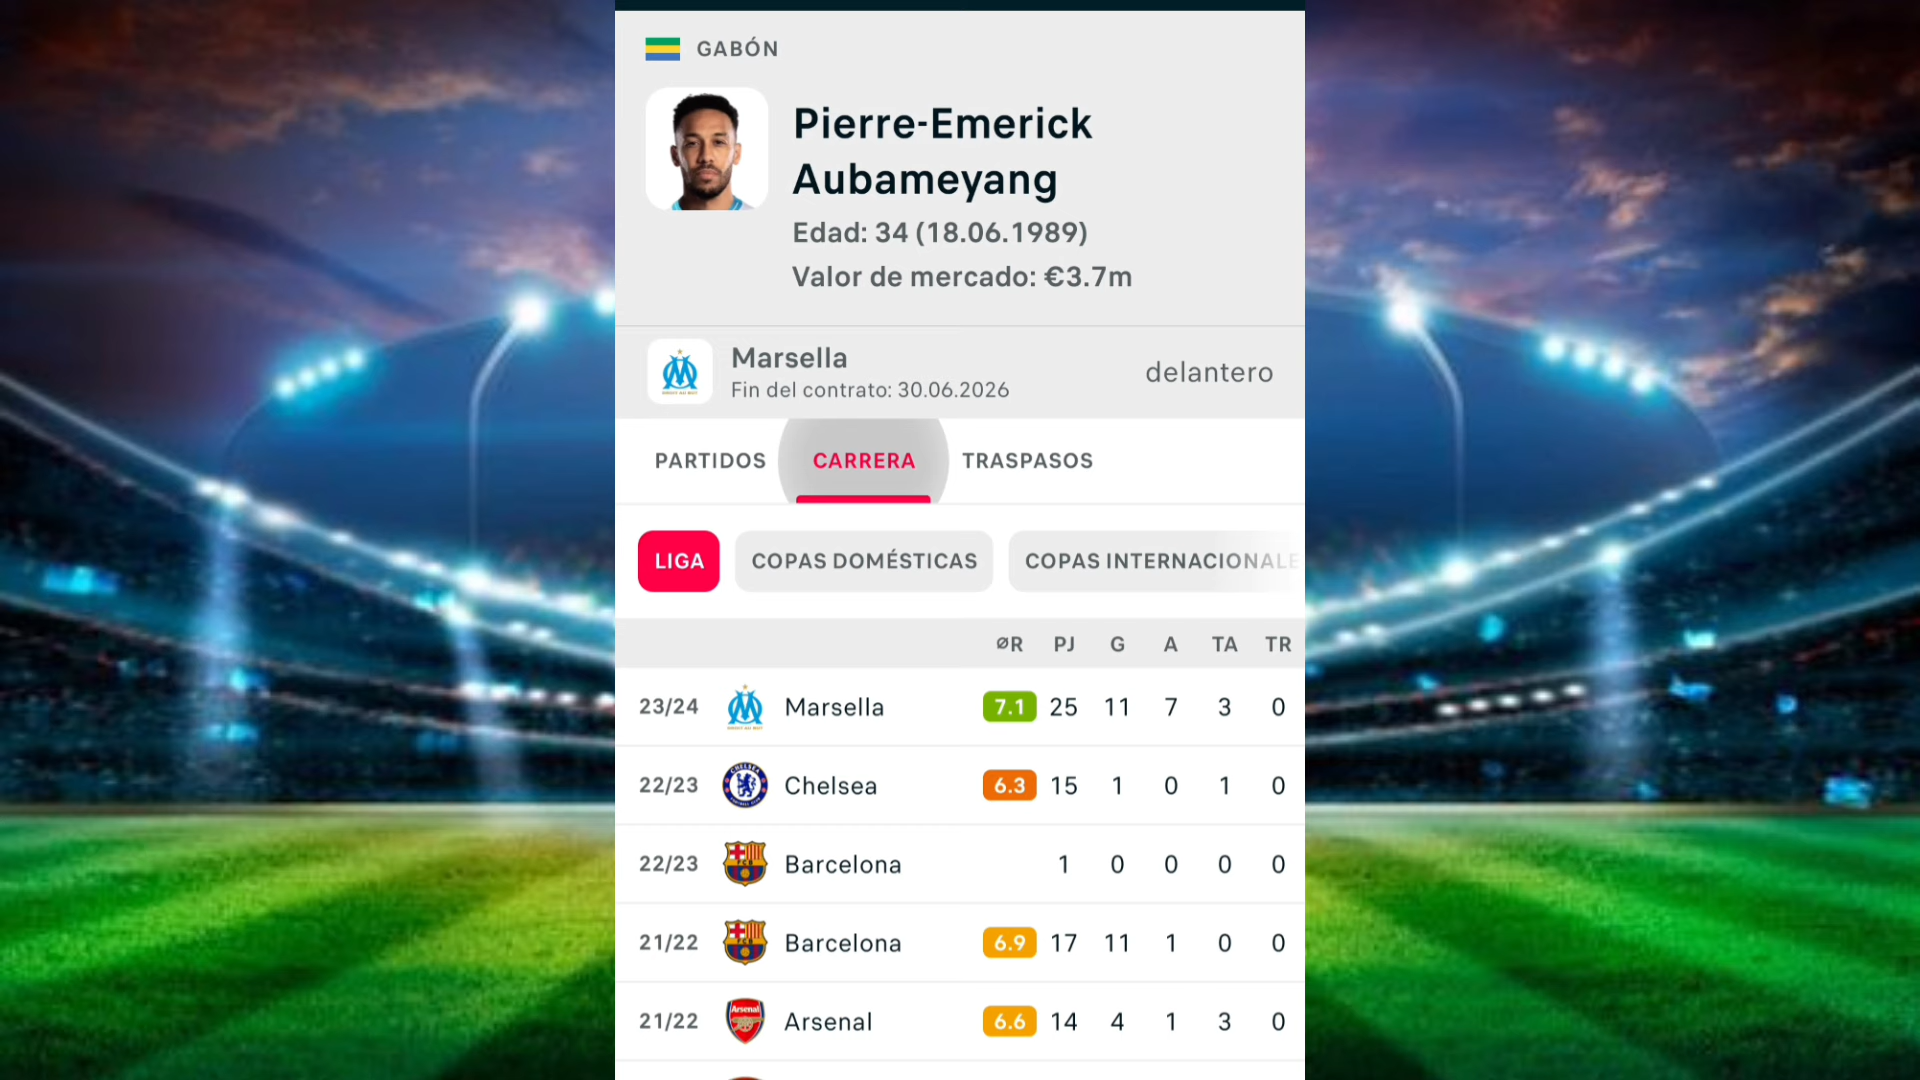 GABÓN
Pierre-Emerick
Aubameyang
Edad: 34 (18.06.1989)
Valor de mercado: €3.7m
Marsella
Fin del contrato: 30.06.2026
delantero
PARTIDOS CARRERA TRASPASOS
LIGA COPAS DOMÉSTICAS COPAS INTERNACIONALE
⌀R PJ G A TA TR
23/24 Marsella 7.1 25 11 7 3 0
22/23 Chelsea 6.3 15 1 0 1 0
22/23 Barcelona 1 0 0 0 0
21/22 Barcelona 6.9 17 11 1 0 0
21/22 Arsenal 6.6 14 4 1 3 0